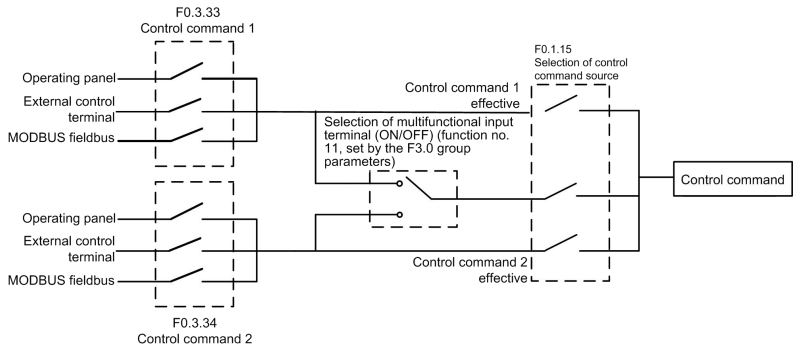 F0.3.33
Control command 1
Operating panel
External control
terminal
MODBUS fieldbus
Control command 1
effective
F0.1.15
Selection of control
command source
Selection of multifunctional input
terminal (ON/OFF) (function no.
11, set by the F3.0 group
parameters)
Control command
Operating panel
External control
terminal
MODBUS fieldbus
Control command 2
effective
F0.3.34
Control command 2